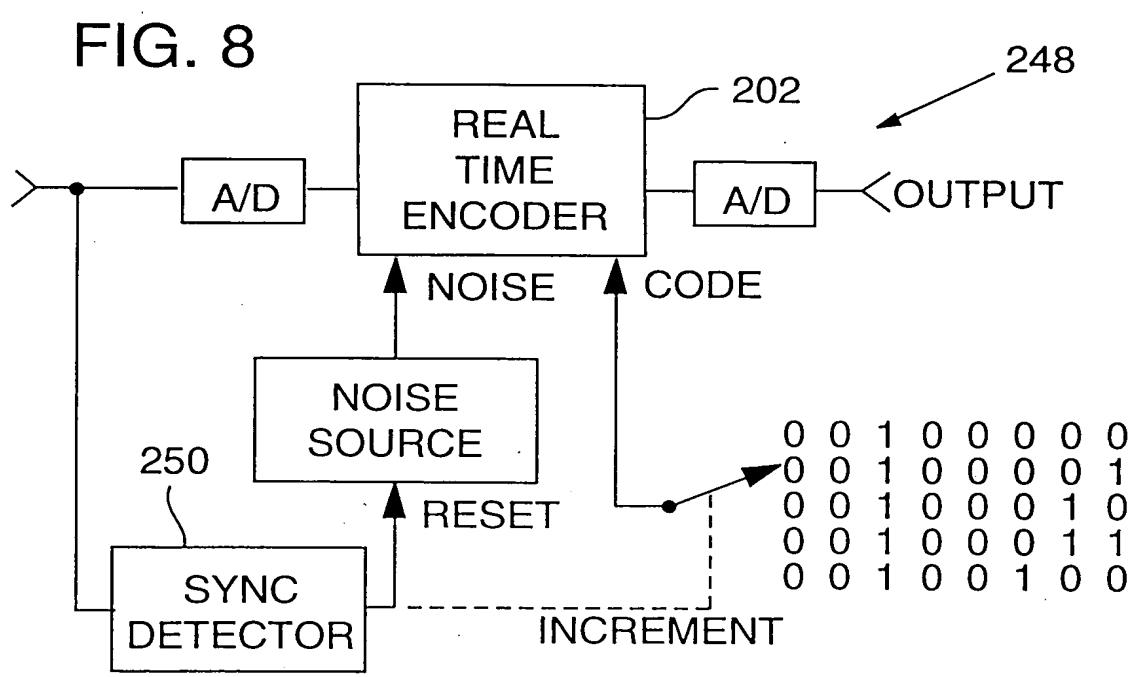 FIG. 8
248
202
REAL
TIME
ENCODER
A/D
A/D
OUTPUT
NOISE
CODE
NOISE
SOURCE
0 0 1 0 0 0 0 0
0 0 1 0 0 0 0 1
0 0 1 0 0 0 1 0
0 0 1 0 0 0 1 1
0 0 1 0 0 1 0 0
250
RESET
SYNC
DETECTOR
INCREMENT